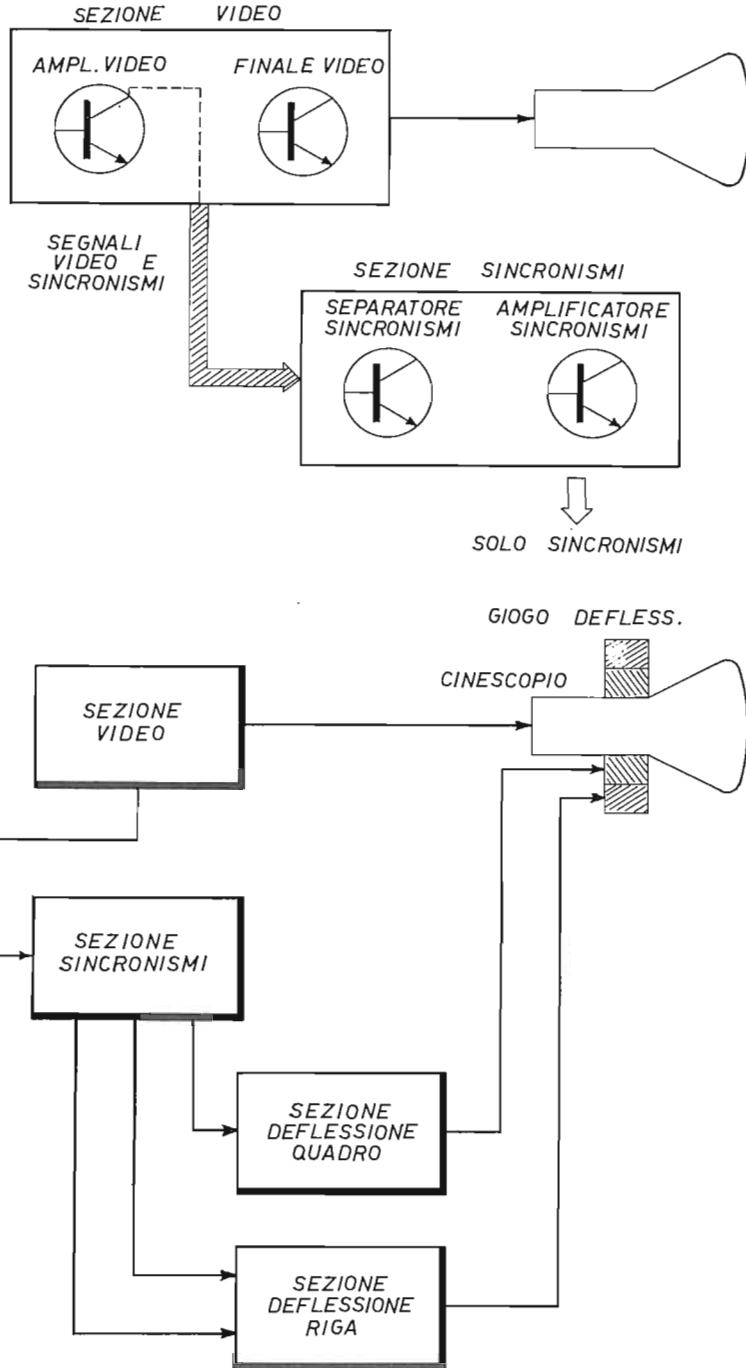 SEZIONE VIDEO
AMPL. VIDEO
FINALE VIDEO
SEGNALI
VIDEO E
SINCRONISMI
SEZIONE SINCRONISMI
SEPARATORE
SINCRONISMI
AMPLIFICATORE
SINCRONISMI
SOLO SINCRONISMI
GIOGO DEFLESS.
CINESCOPIO
SEZIONE
VIDEO
SEZIONE
SINCRONISMI
SEZIONE
DEFLESSIONE
QUADRO
SEZIONE
DEFLESSIONE
RIGA